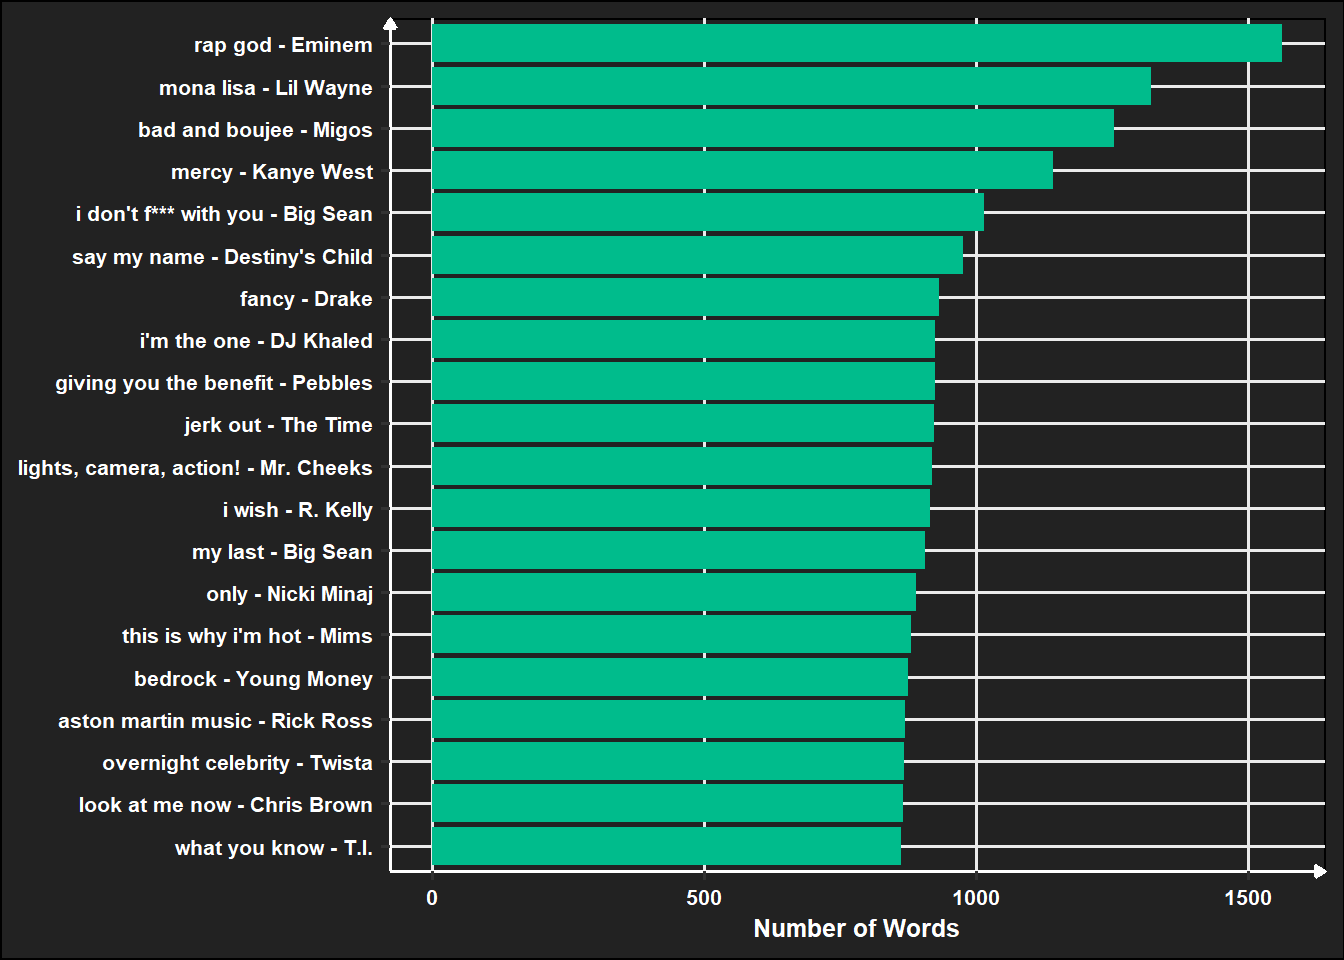 rap god - Eminem
mona lisa - Lil Wayne
bad and boujee - Migos
mercy - Kanye West
i don't f*** with you - Big Sean
say my name - Destiny's Child
fancy - Drake
i'm the one - DJ Khaled
giving you the benefit - Pebbles
jerk out - The Time
lights, camera, action! - Mr. Cheeks
i wish - R. Kelly
my last - Big Sean
only - Nicki Minaj
this is why i'm hot - Mims
bedrock - Young Money
aston martin music - Rick Ross
overnight celebrity - Twista
look at me now - Chris Brown
what you know - T.I.
0 500 1000 1500
Number of Words